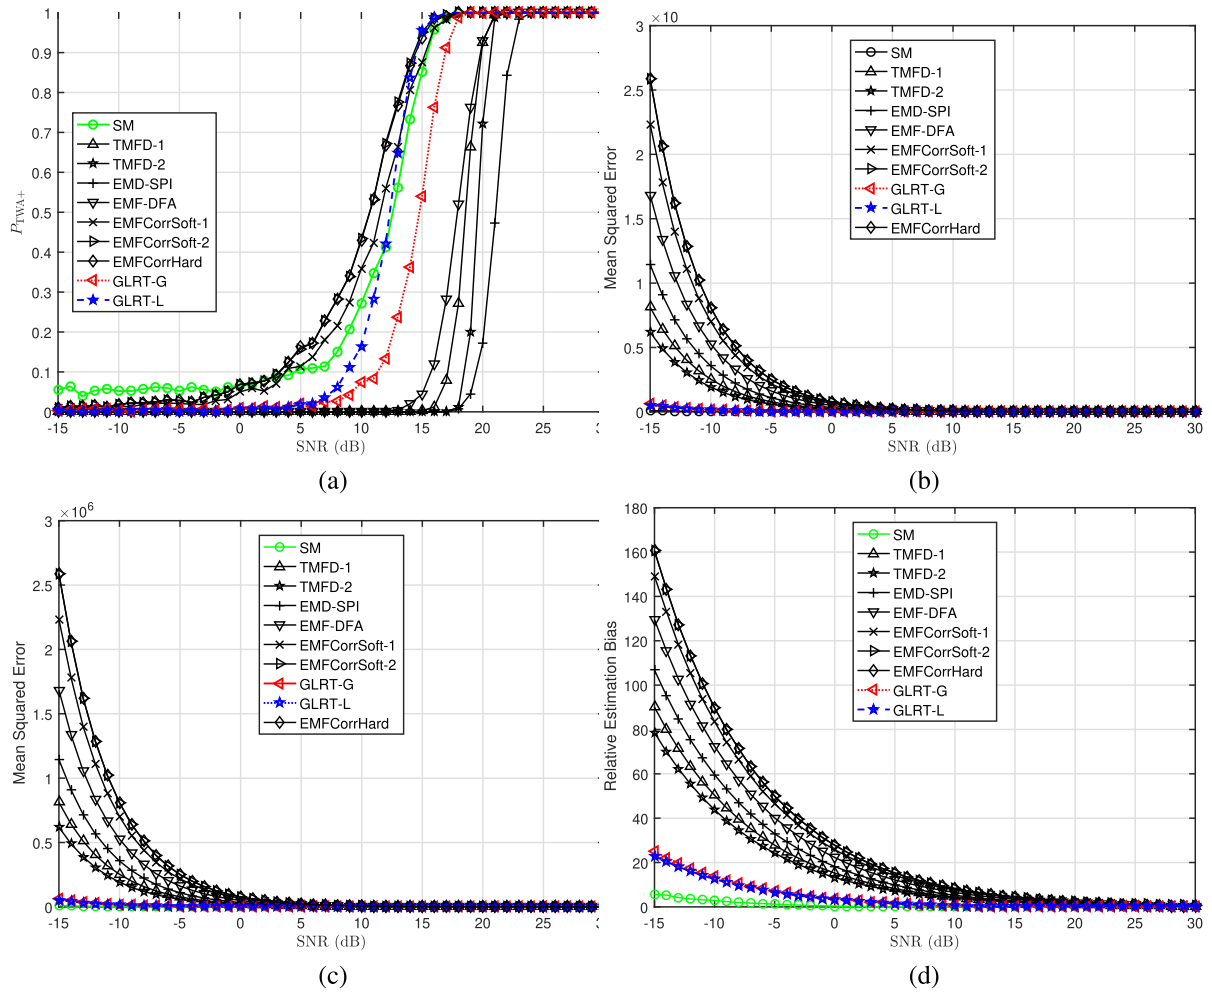 1
0.9
0.8
0.7
0.6
0.5
0.4
0.3
0.2
0.1
0
P_TWA+
SM
TMFD-1
TMFD-2
EMD-SPI
EMF-DFA
EMFCorrSoft-1
EMFCorrSoft-2
EMFCorrHard
GLRT-G
GLRT-L
-15 -10 -5 0 5 10 15 20 25
SNR (dB)
(a)
×10
3
2.5
2
1.5
1
0.5
0
Mean Squared Error
SM
TMFD-1
TMFD-2
EMD-SPI
EMF-DFA
EMFCorrSoft-1
EMFCorrSoft-2
GLRT-G
GLRT-L
EMFCorrHard
-15 -10 -5 0 5 10 15 20 25 30
SNR (dB)
(b)
×10^6
3
2.5
2
1.5
1
0.5
0
Mean Squared Error
SM
TMFD-1
TMFD-2
EMD-SPI
EMF-DFA
EMFCorrSoft-1
EMFCorrSoft-2
GLRT-G
GLRT-L
EMFCorrHard
-15 -10 -5 0 5 10 15 20 25
SNR (dB)
(c)
180
160
140
120
100
80
60
40
20
0
Relative Estimation Bias
SM
TMFD-1
TMFD-2
EMD-SPI
EMF-DFA
EMFCorrSoft-1
EMFCorrSoft-2
EMFCorrHard
GLRT-G
GLRT-L
-15 -10 -5 0 5 10 15 20 25 30
SNR (dB)
(d)